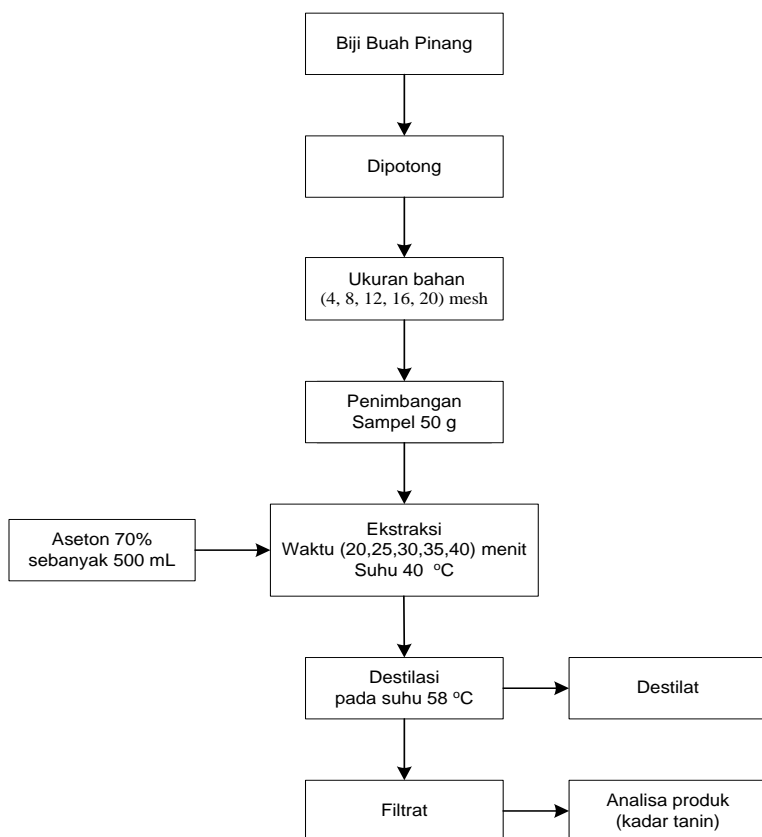 Biji Buah Pinang
Dipotong
Ukuran bahan
(4, 8, 12, 16, 20) mesh
Penimbangan
Sampel 50 g
Aseton 70%
sebanyak 500 mL
Ekstraksi
Waktu (20,25,30,35,40) menit
Suhu 40 ºC
Destilasi
pada suhu 58 ºC
Destilat
Filtrat
Analisa produk
(kadar tanin)